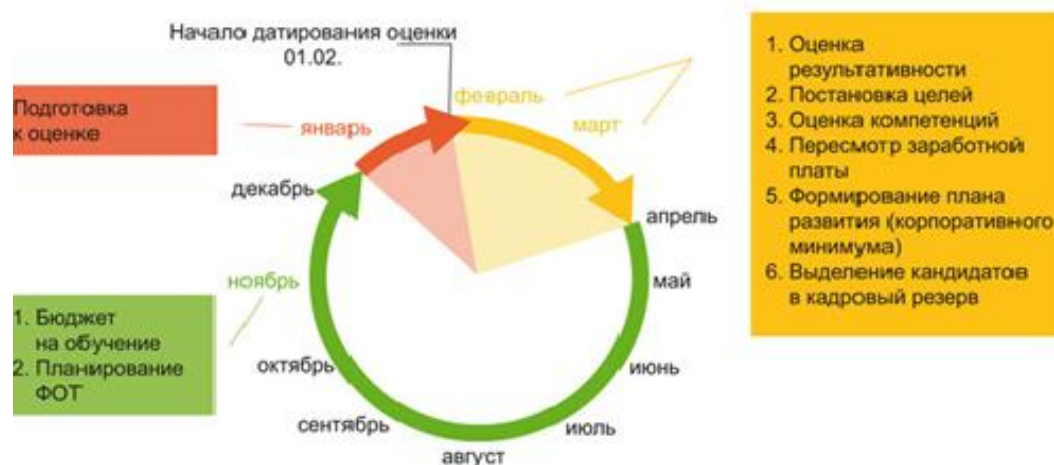 Начало датирования оценки
01.02.
Подготовка
к оценке
январь
февраль
март
апрель
май
июнь
июль
август
сентябрь
октябрь
ноябрь
декабрь
1. Оценка
результативности
2. Постановка целей
3. Оценка компетенций
4. Пересмотр заработной
платы
5. Формирование плана
развития (корпоративного
минимума)
6. Выделение кандидатов
в кадровый резерв
1. Бюджет
на обучение
2. Планирование
ФОТ